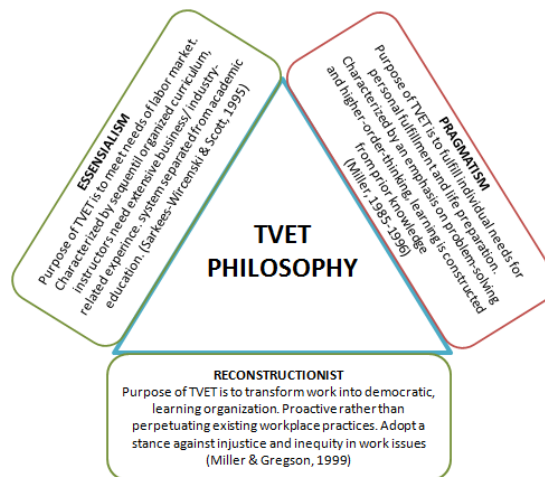 ESSENSIALISM
Purpose of TVET is to meet needs of labor market.
Characterized by sequentil organized curriculum,
instructors need extensive business/ industry-
related experince. system separated from academic
education. (Sarkees-Wircenski & Scott, 1995)
PRAGMATISM
Purpose of TVET is to fulfill individual needs for
personal fulfillment and life preparation.
Characterized by an emphasis on problem-solving
and higher-order-thinking, learning is constructed
from prior knowledge
(Miller, 1985-1996)
TVET
PHILOSOPHY
RECONSTRUCTIONIST
Purpose of TVET is to transform work into democratic,
learning organization. Proactive rather than
perpetuating existing workplace practices. Adopt a
stance against injustice and inequity in work issues
(Miller & Gregson, 1999)